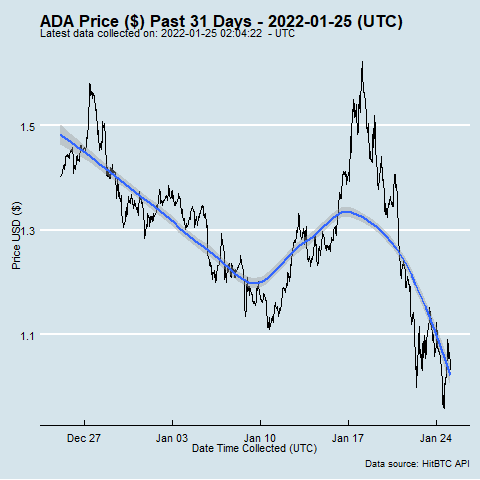 ADA Price ($) Past 31 Days - 2022-01-25 (UTC)
Latest data collected on: 2022-01-25 02:04:22 - UTC
1.5
1.3
1.1
Price USD ($)
Dec 27 Jan 03 Jan 10 Jan 17 Jan 24
Date Time Collected (UTC)
Data source: HitBTC API